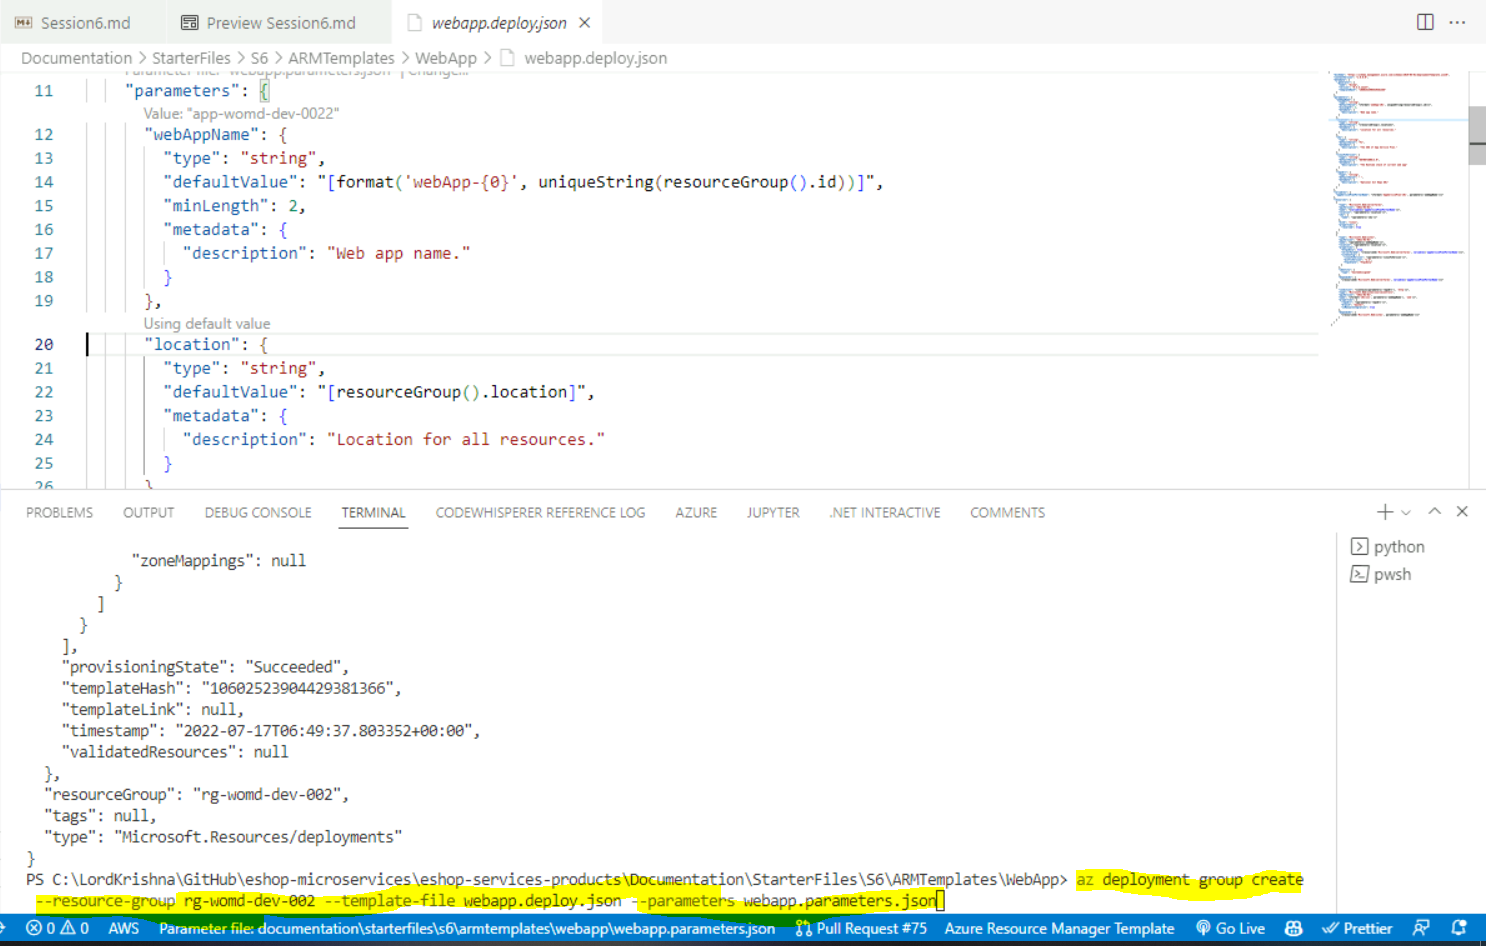 Session6.md
Preview Session6.md
webapp.deploy.json
Documentation > StarterFiles > S6 > ARMTemplates > WebApp > webapp.deploy.json
Parameter file: "webapp.parameters.json" | Change...
11 "parameters": {
Value: "app-womd-dev-0022"
12 "webAppName": {
13 "type": "string",
14 "defaultValue": "[format('webApp-{0}', uniqueString(resourceGroup().id))]",
15 "minLength": 2,
16 "metadata": {
17 "description": "Web app name."
18 }
19 },
Using default value
20 "location": {
21 "type": "string",
22 "defaultValue": "[resourceGroup().location]",
23 "metadata": {
24 "description": "Location for all resources."
25 }
26 }
PROBLEMS OUTPUT DEBUG CONSOLE TERMINAL CODEWHISPERER REFERENCE LOG AZURE JUPYTER .NET INTERACTIVE COMMENTS
python
pwsh
"zoneMappings": null
}
]
}
],
"provisioningState": "Succeeded",
"templateHash": "10602523904429381366",
"templateLink": null,
"timestamp": "2022-07-17T06:49:37.803352+00:00",
"validatedResources": null
},
"resourceGroup": "rg-womd-dev-002",
"tags": null,
"type": "Microsoft.Resources/deployments"
}
PS C:\LordKrishna\GitHub\eshop-microservices\eshop-services-products\Documentation\StarterFiles\S6\ARMTemplates\WebApp> az deployment group create
--resource-group rg-womd-dev-002 --template-file webapp.deploy.json --parameters webapp.parameters.json
0 0 AWS Parameter file: documentation\starterfiles\s6\armtemplates\webapp\webapp.parameters.json Pull Request #75 Azure Resource Manager Template Go Live Prettier